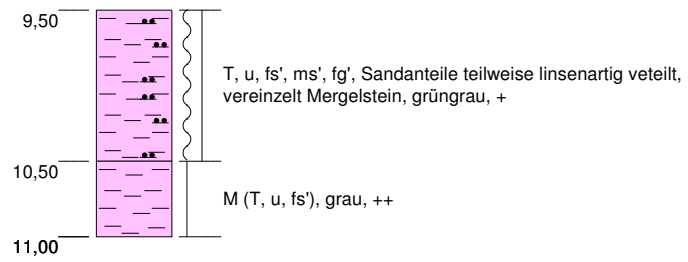 9,50
T, u, fs', ms', fg', Sandanteile teilweise linsenartig veteilt,
vereinzelt Mergelstein, grüngrau, +
10,50
M (T, u, fs'), grau, ++
11,00